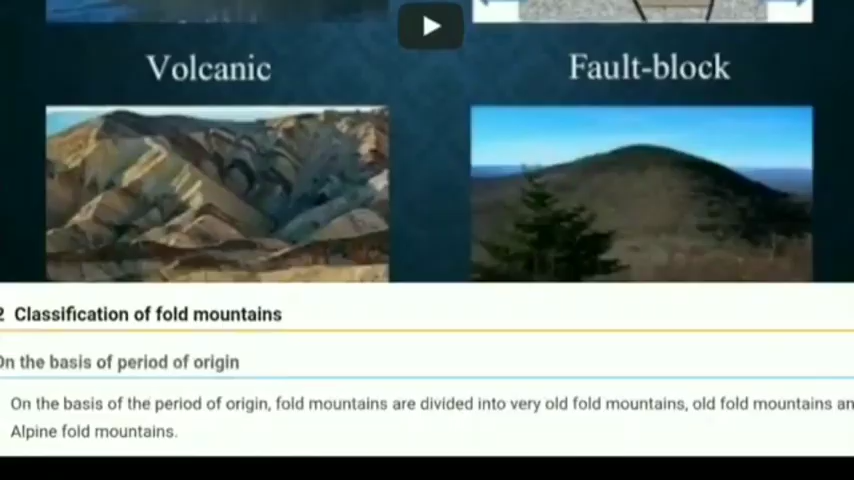 Volcanic
Fault-block
2 Classification of fold mountains
On the basis of period of origin
On the basis of the period of origin, fold mountains are divided into very old fold mountains, old fold mountains an
Alpine fold mountains.